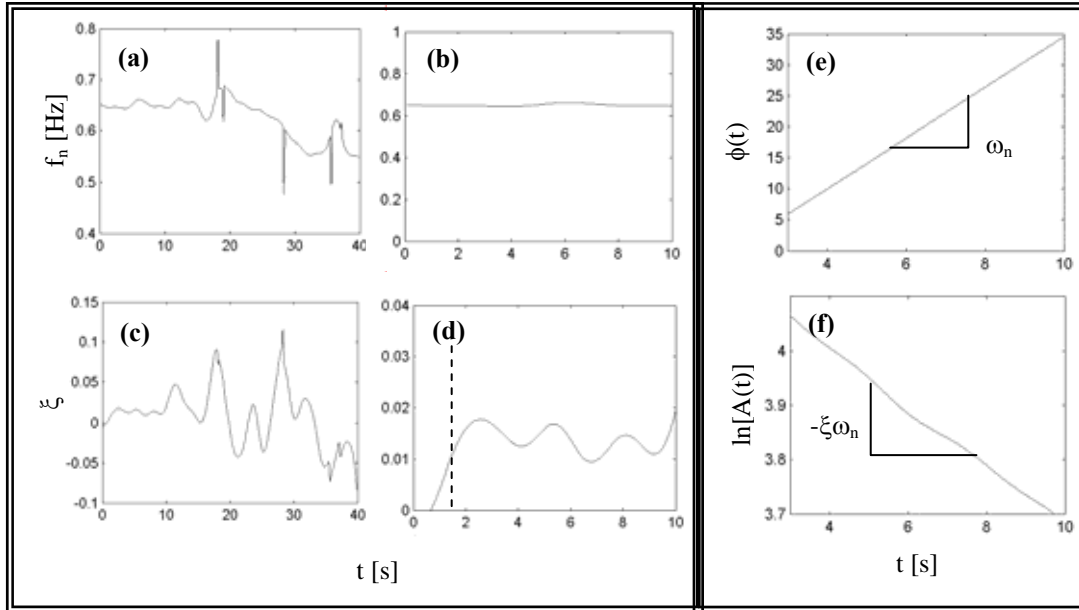 (a)
f_n [Hz]
0.8
0.7
0.6
0.5
0.4
0 10 20 30 40
(b)
1
0.8
0.6
0.4
0.2
0
0 2 4 6 8 10
(c)
ξ
0.15
0.1
0.05
0
-0.05
-0.1
0 10 20 30 40
(d)
0.04
0.03
0.02
0.01
0
0 2 4 6 8 10
t [s]
(e)
ϕ(t)
35
30
25
20
15
10
5
0
4 6 8 10
ω_n
(f)
ln[A(t)]
4
3.9
3.8
3.7
4 6 8 10
-ξω_n
t [s]